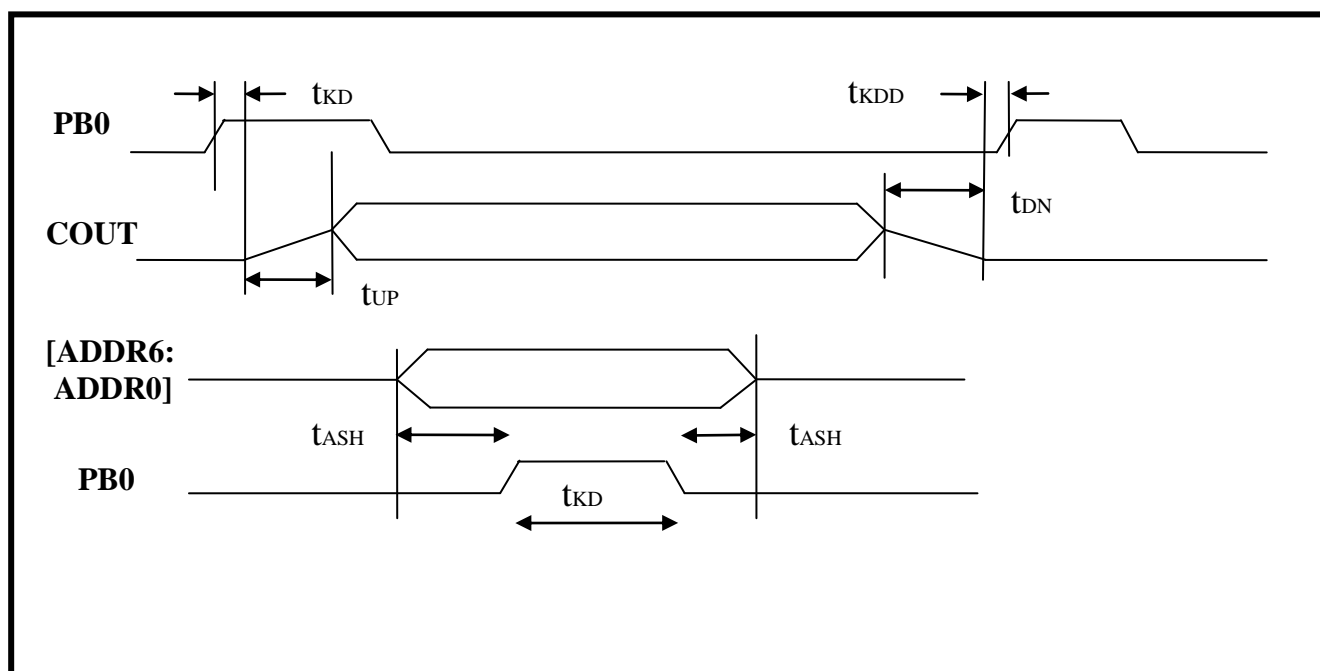 tKD
tKDD
PB0
tDN
COUT
tUP
[ADDR6:
ADDR0]
tASH
tASH
PB0
tKD